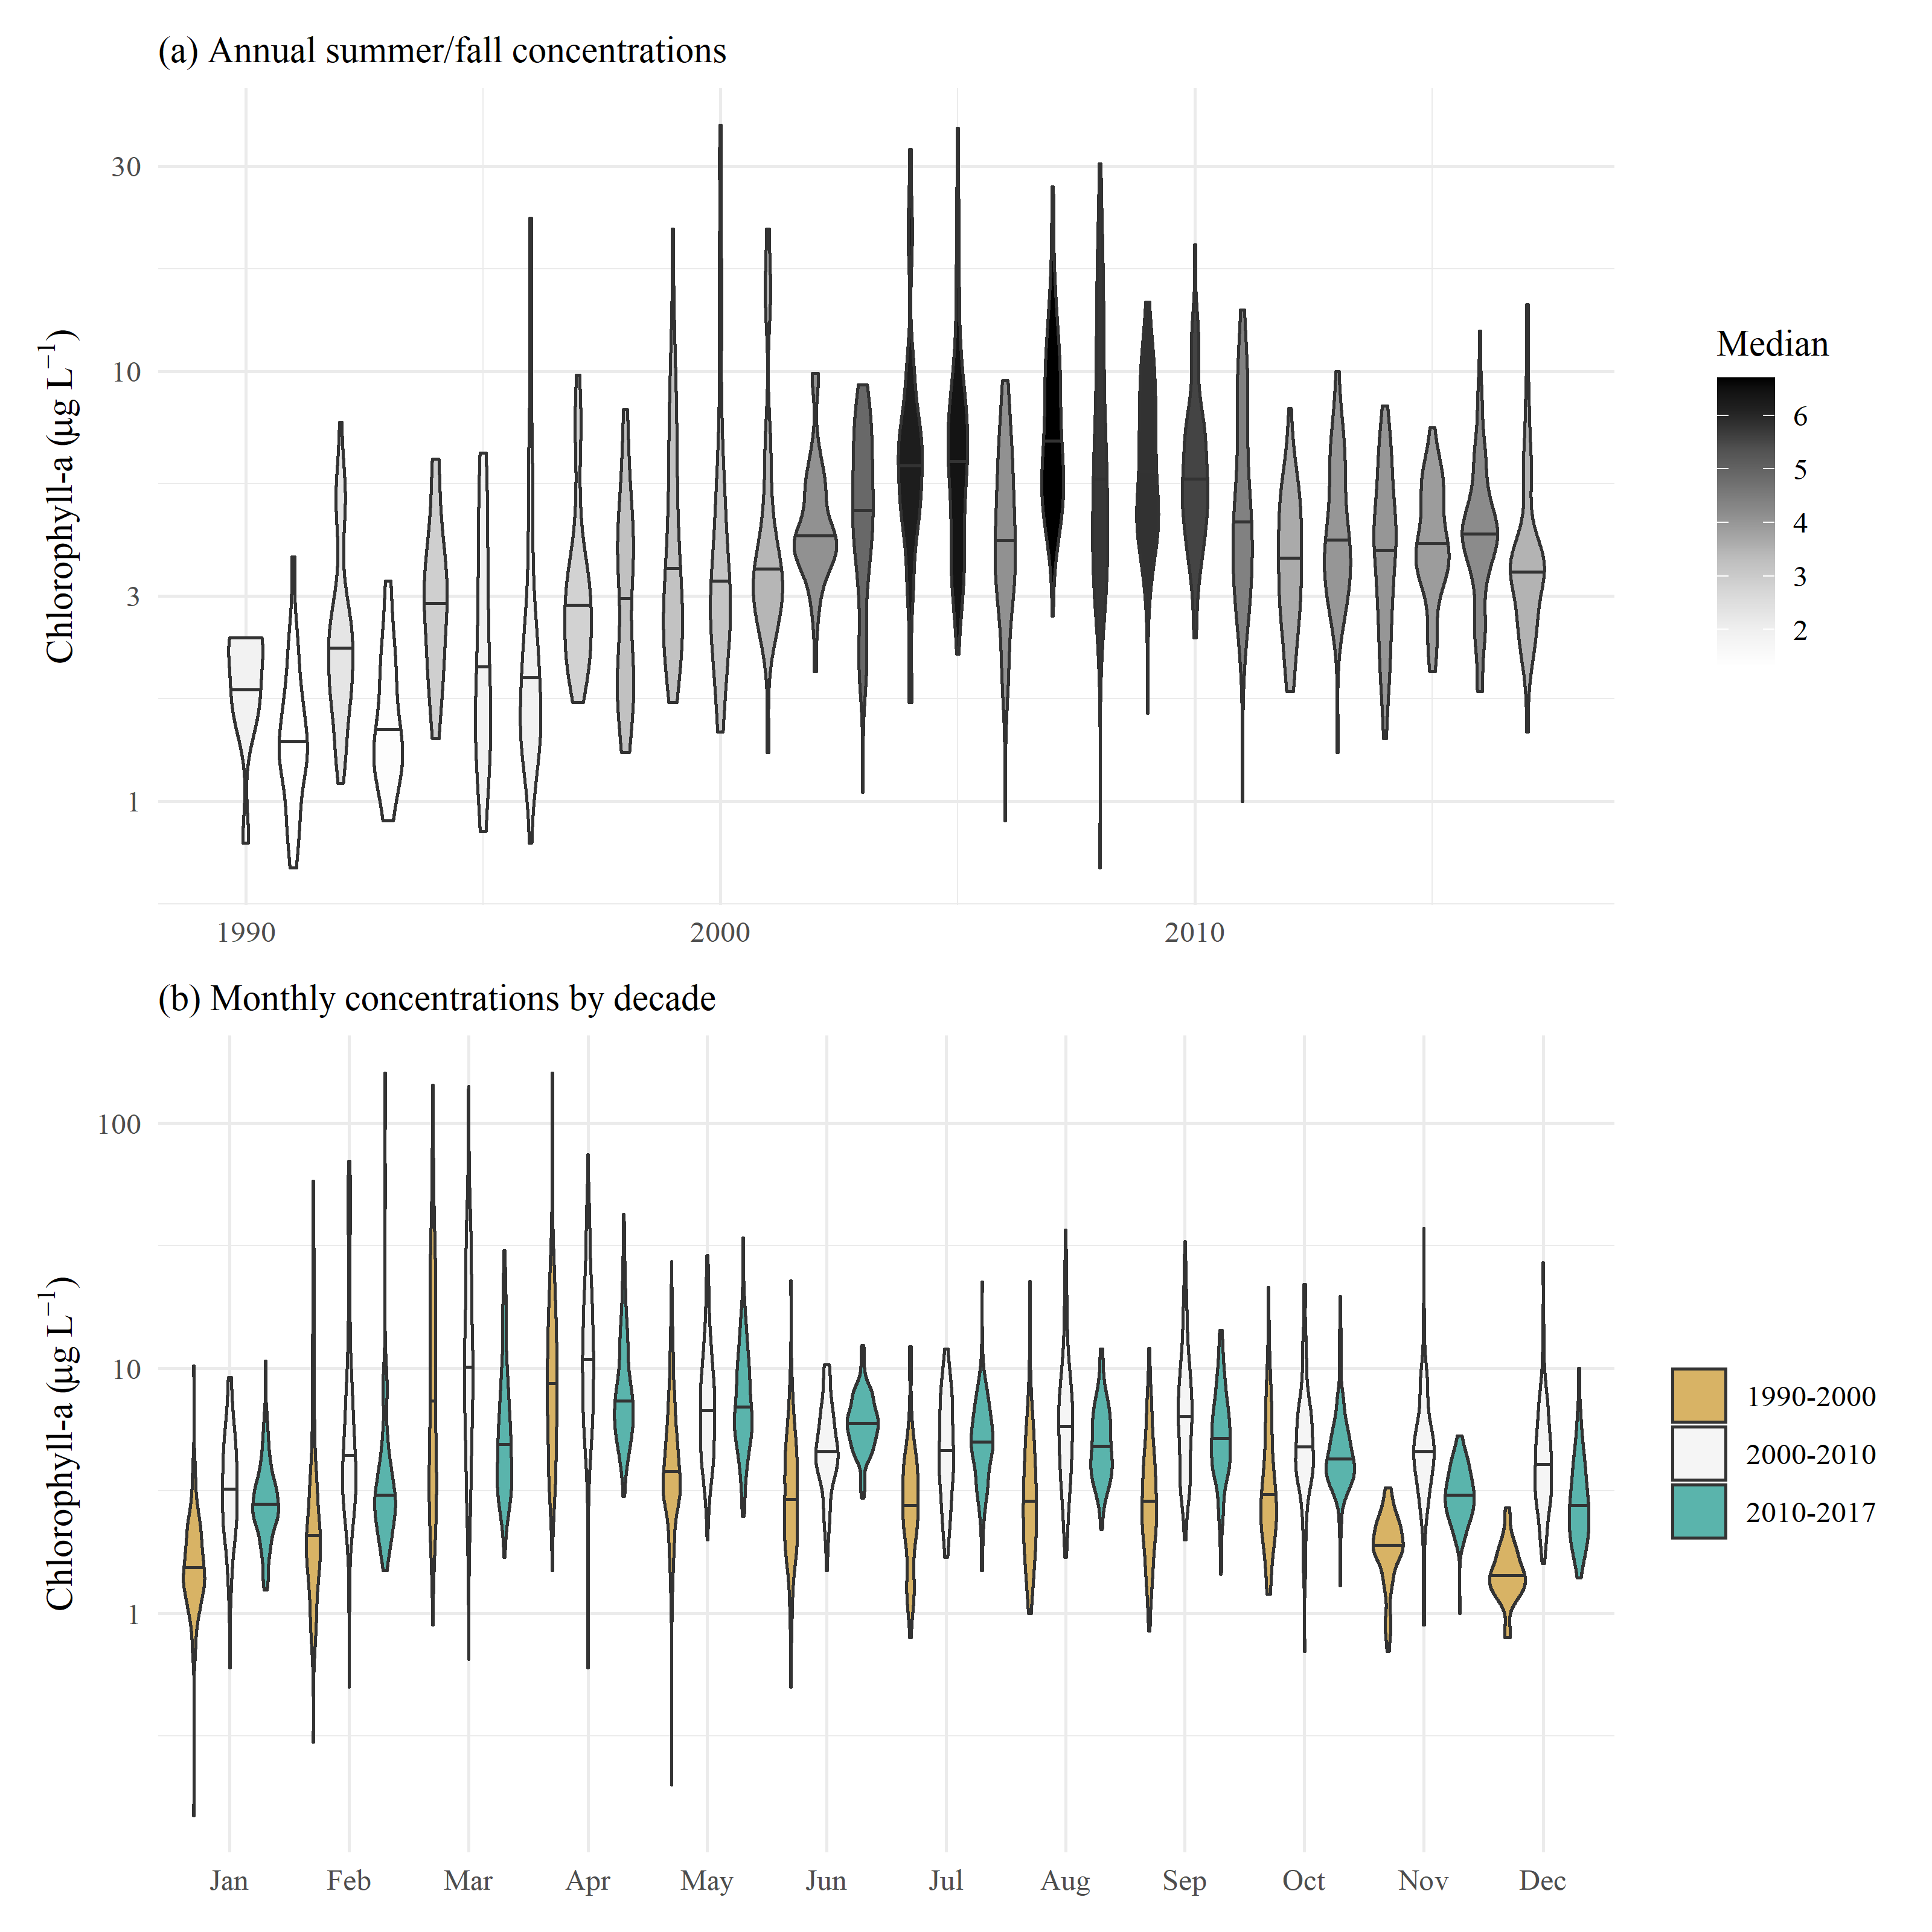 (a) Annual summer/fall concentrations
Chlorophyll-a (µg L⁻¹)
30
10
3
1
1990
2000
2010
Median
6
5
4
3
2
(b) Monthly concentrations by decade
Chlorophyll-a (µg L⁻¹)
100
10
1
Jan
Feb
Mar
Apr
May
Jun
Jul
Aug
Sep
Oct
Nov
Dec
1990-2000
2000-2010
2010-2017